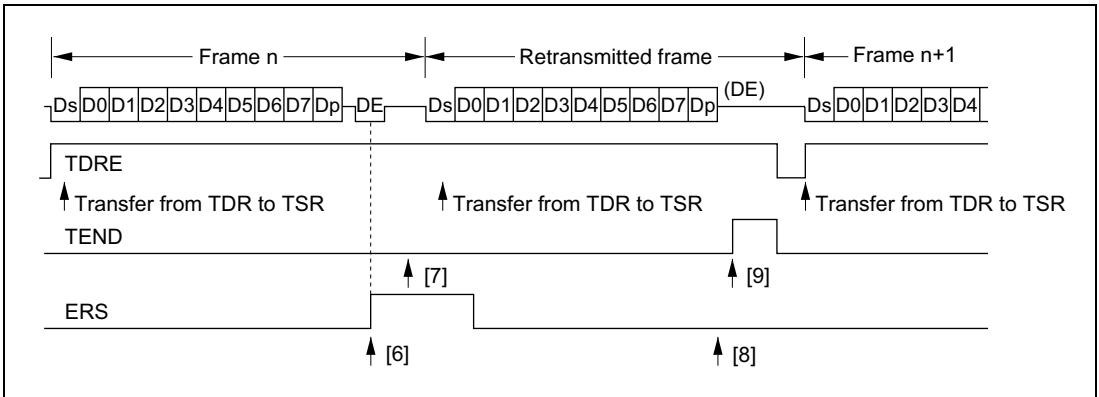 Frame n Retransmitted frame Frame n+1
Ds D0 D1 D2 D3 D4 D5 D6 D7 Dp DE Ds D0 D1 D2 D3 D4 D5 D6 D7 Dp (DE) Ds D0 D1 D2 D3 D4
TDRE
Transfer from TDR to TSR Transfer from TDR to TSR Transfer from TDR to TSR
TEND
[7] [9]
ERS
[6] [8]